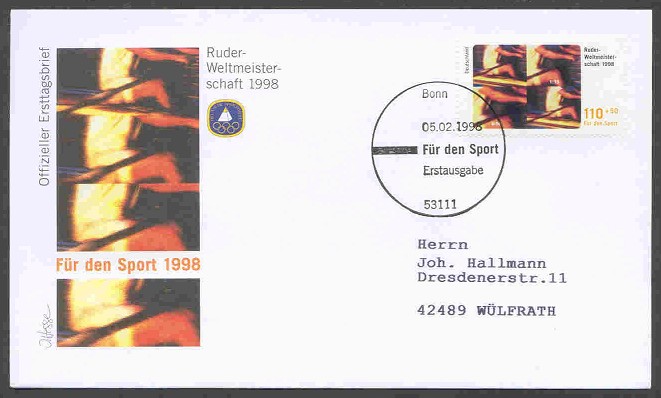 Offizieller Ersttagsbrief
Ruder-
Weltmeister-
schaft 1998
Für den Sport 1998
Deutschland
Ruder-
Weltmeister-
schaft 1998
110 +50
Für den Sport
Bonn
05.02.1998
Für den Sport
Erstausgabe
53111
Herrn
Joh. Hallmann
Dresdenerstr.11
42489 WÜLFRATH